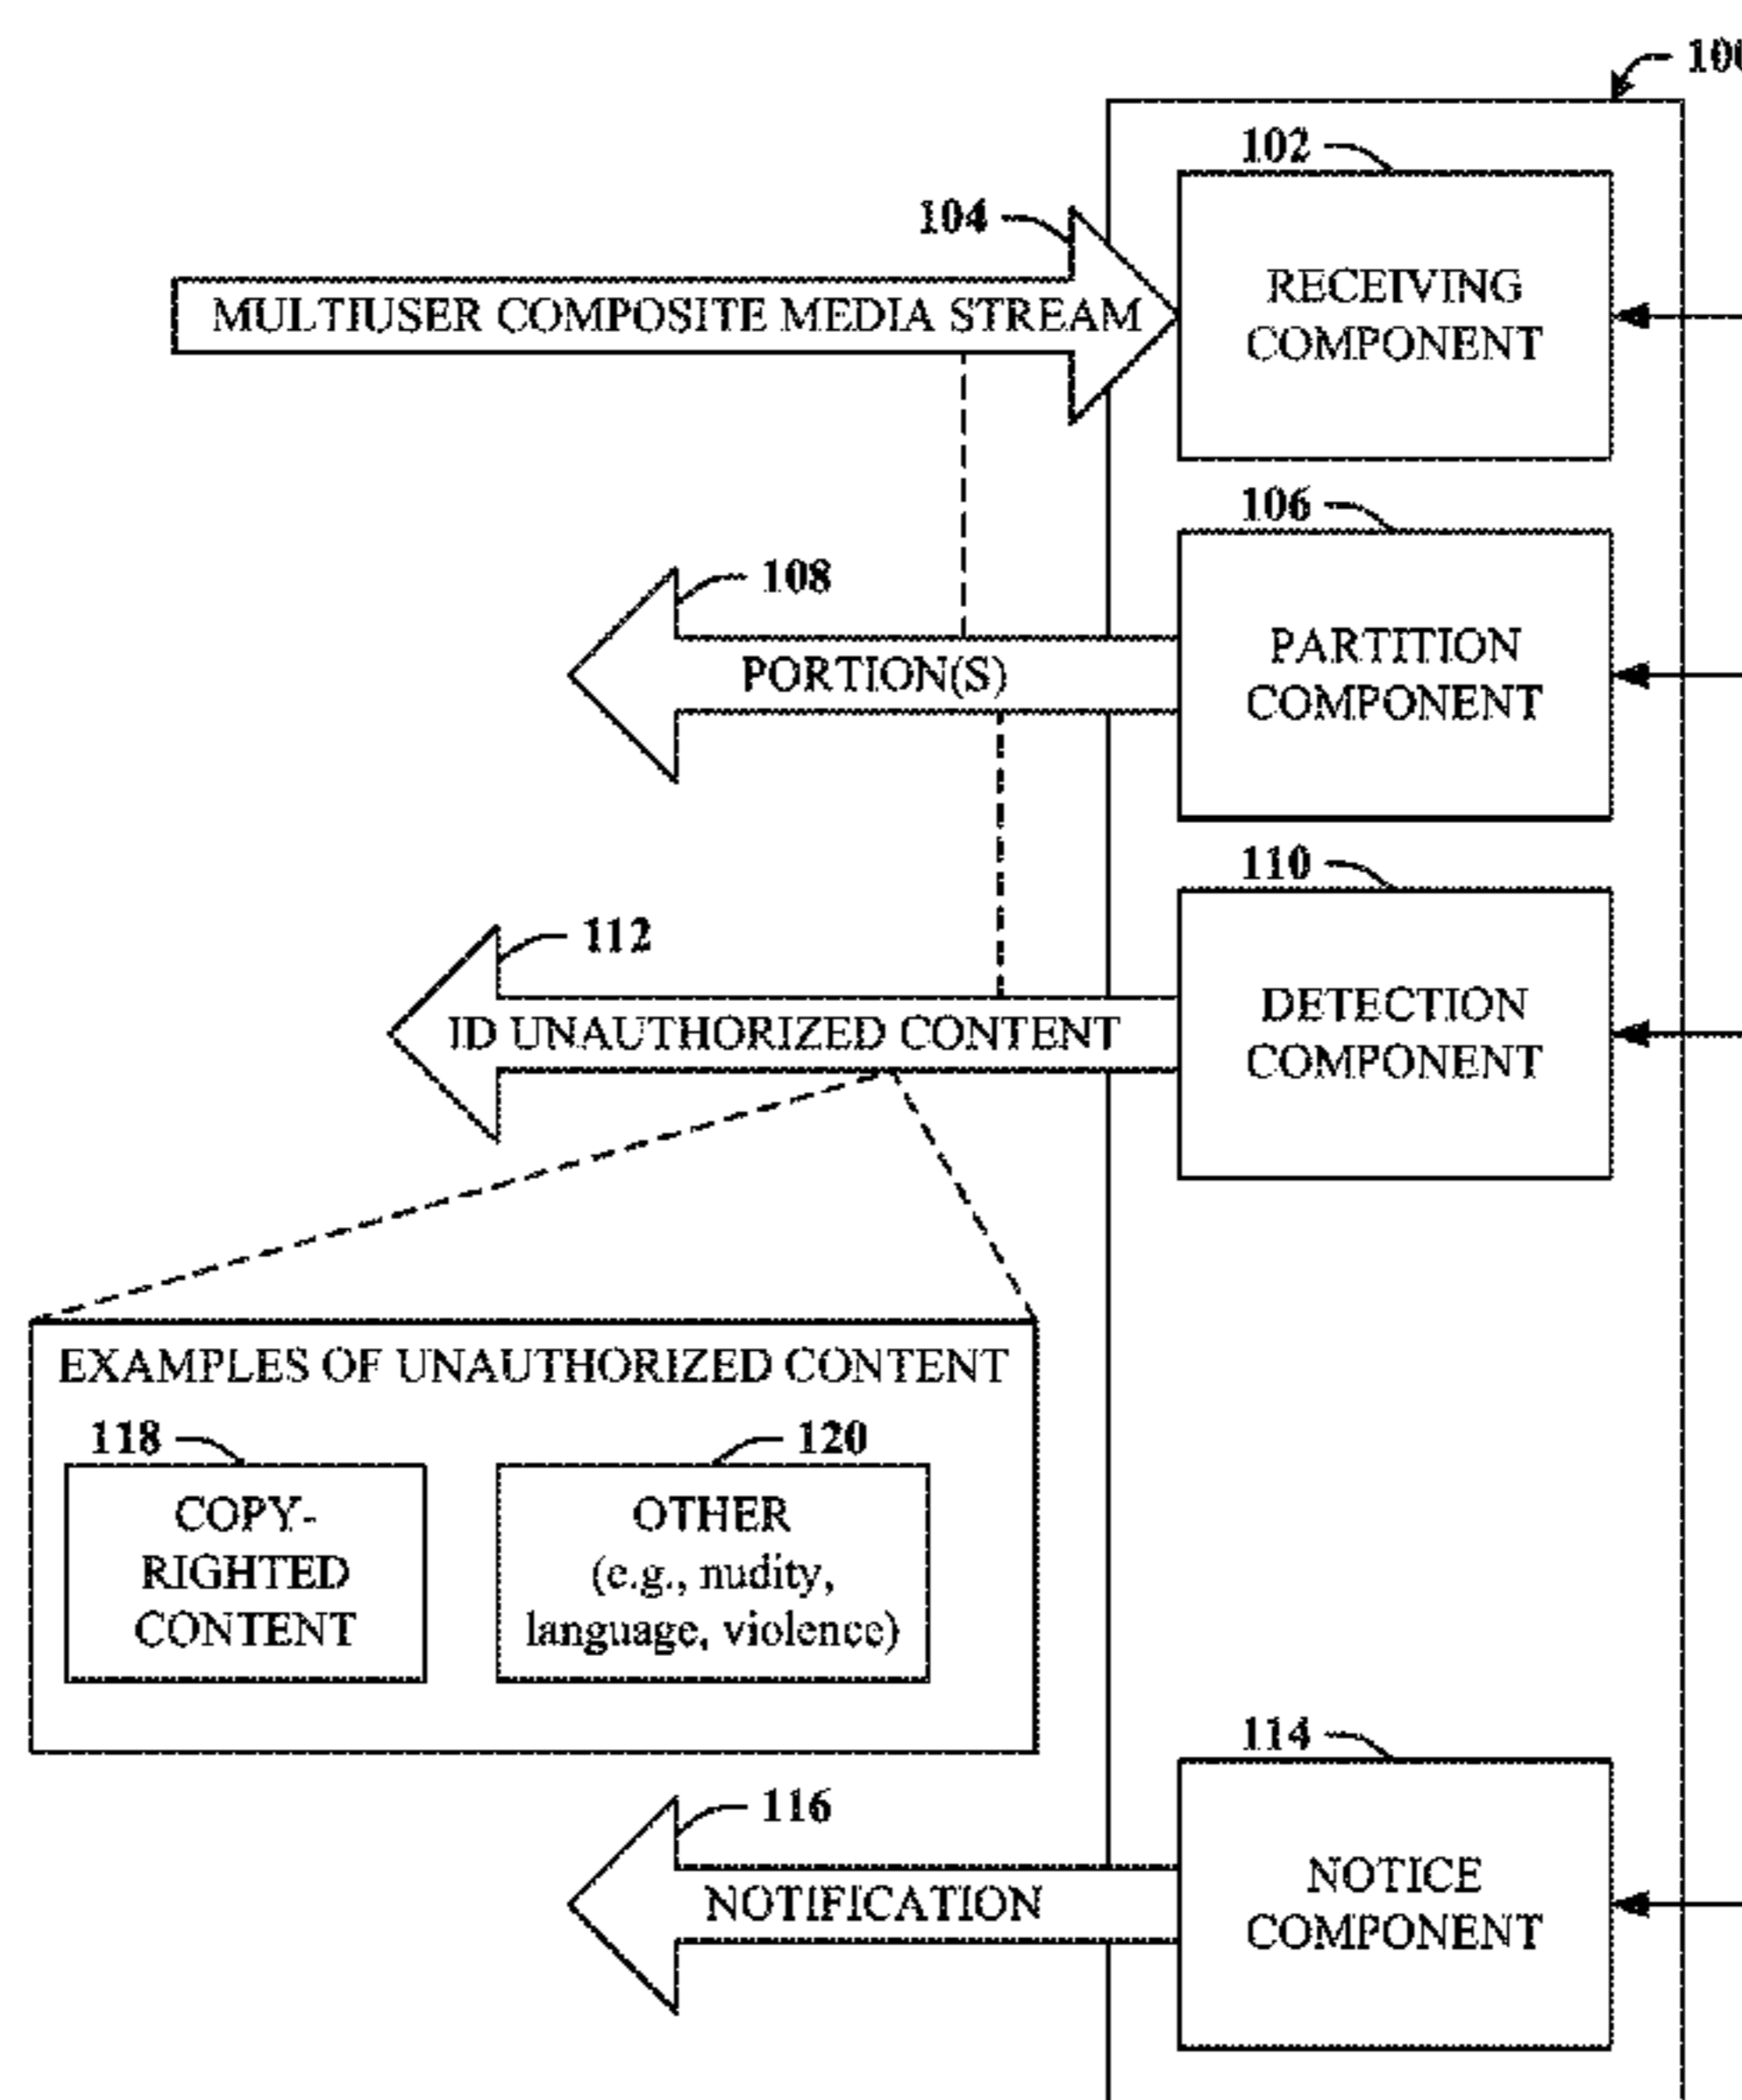 102
104
MULTIUSER COMPOSITE MEDIA STREAM
RECEIVING
COMPONENT
106
108
PORTION(S)
PARTITION
COMPONENT
110
112
ID UNAUTHORIZED CONTENT
DETECTION
COMPONENT
EXAMPLES OF UNAUTHORIZED CONTENT
118
120
COPY-
RIGHTED
CONTENT
OTHER
(e.g., nudity,
language, violence)
114
116
NOTIFICATION
NOTICE
COMPONENT